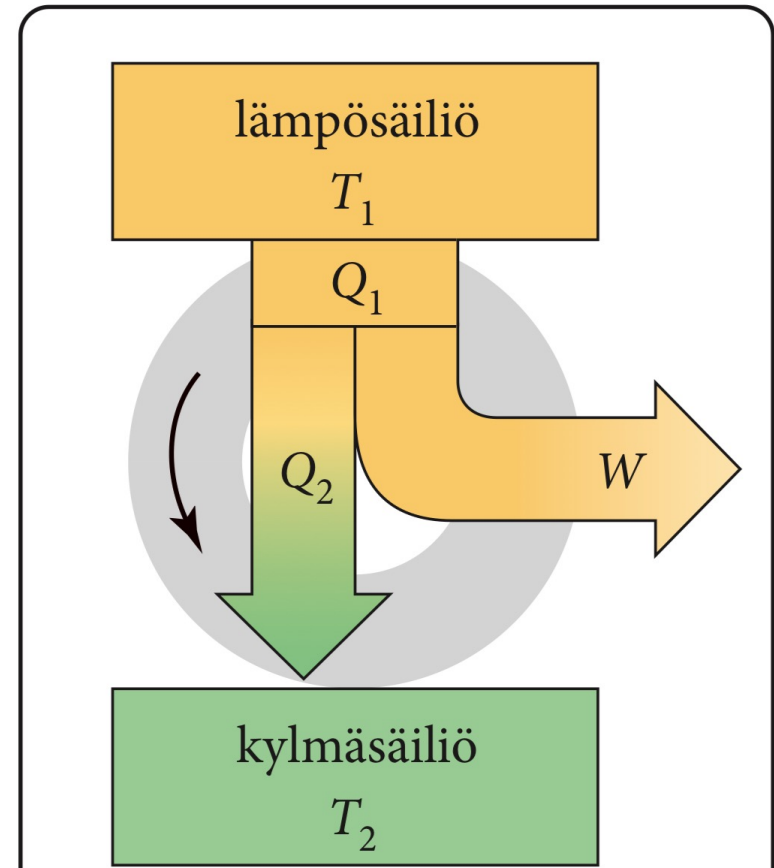 lämpösäiliö
T₁
Q₁
Q₂
W
kylmäsäiliö
T₂